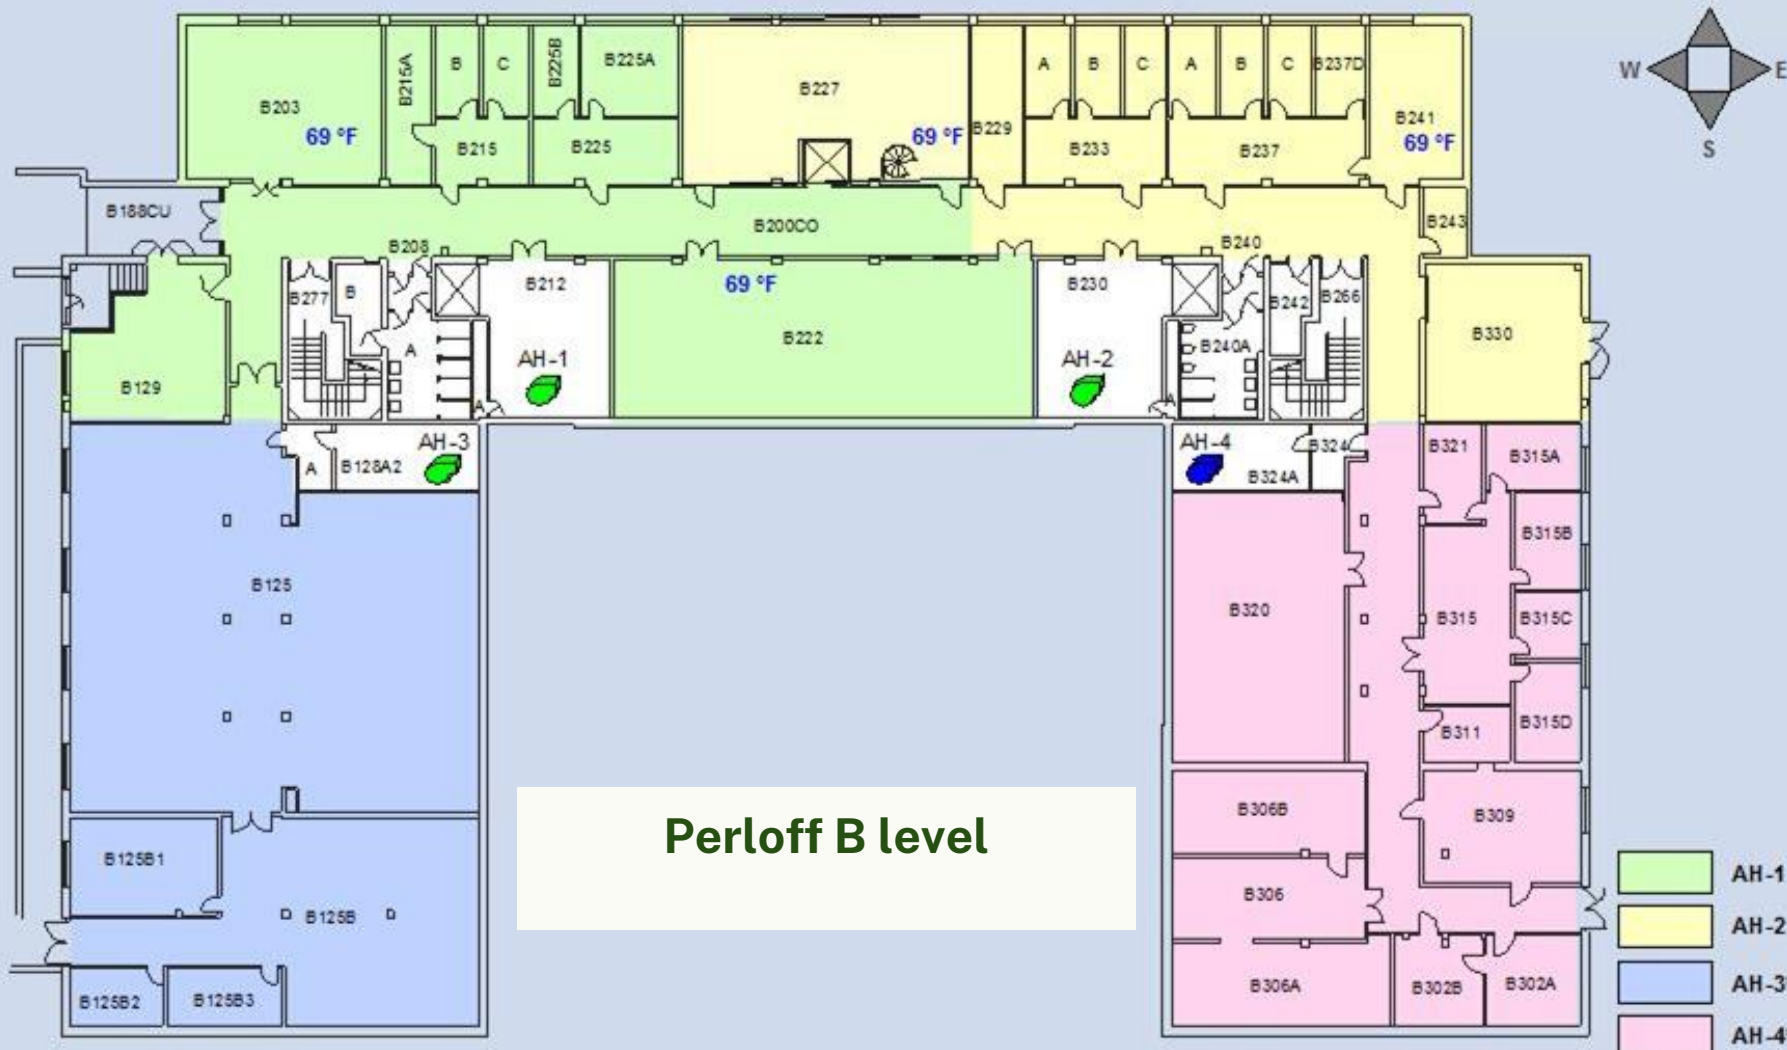 W
E
S
B203
69 °F
B215A
B
C
B225B
B225A
B215
B225
B227
69 °F
B229
A
B
C
A
B
C
B237D
B233
B237
B241
69 °F
B188CU
B200CO
B208
B240
B243
B277
B
A
A
B212
AH-1
69 °F
B222
B230
AH-2
A
B240A
B242
B266
B330
B129
A
B128A2
AH-3
AH-4
B324A
B324
B321
B315A
B315B
B315
B315C
B315D
B311
B320
B125
B306B
B309
B306
B306A
B302B
B302A
B125B1
B125B
B125B2
B125B3
Perloff B level
AH-1
AH-2
AH-3
AH-4